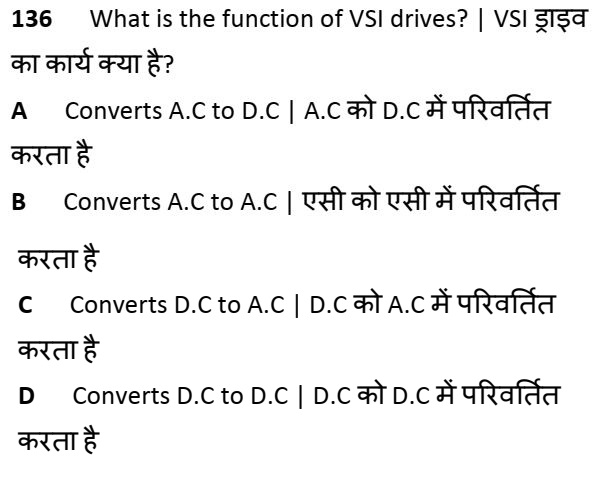 136 What is the function of VSI drives? | VSI ड्राइव
का कार्य क्या है?
A Converts A.C to D.C | A.C को D.C में परिवर्तित
करता है
B Converts A.C to A.C | एसी को एसी में परिवर्तित
करता है
C Converts D.C to A.C | D.C को A.C में परिवर्तित
करता है
D Converts D.C to D.C | D.C को D.C में परिवर्तित
करता है